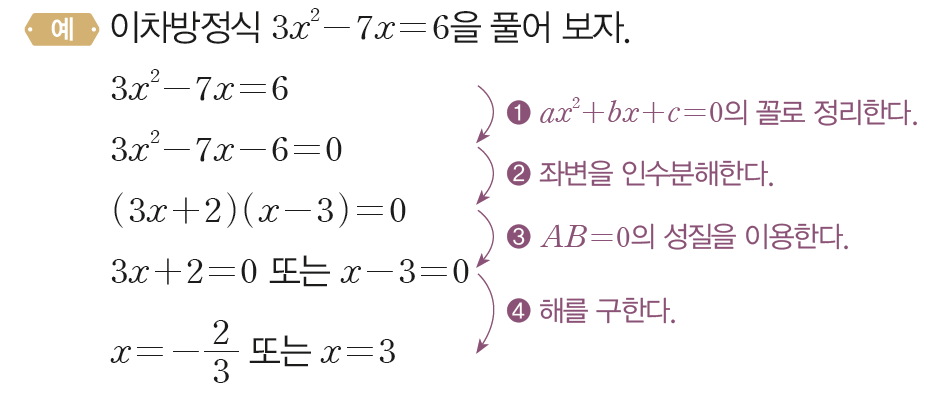 예 이차방정식 3x²-7x=6을 풀어 보자.
3x²-7x=6
❶ ax²+bx+c=0의 꼴로 정리한다.
3x²-7x-6=0
❷ 좌변을 인수분해한다.
(3x+2)(x-3)=0
❸ AB=0의 성질을 이용한다.
3x+2=0 또는 x-3=0
❹ 해를 구한다.
x=-2/3 또는 x=3